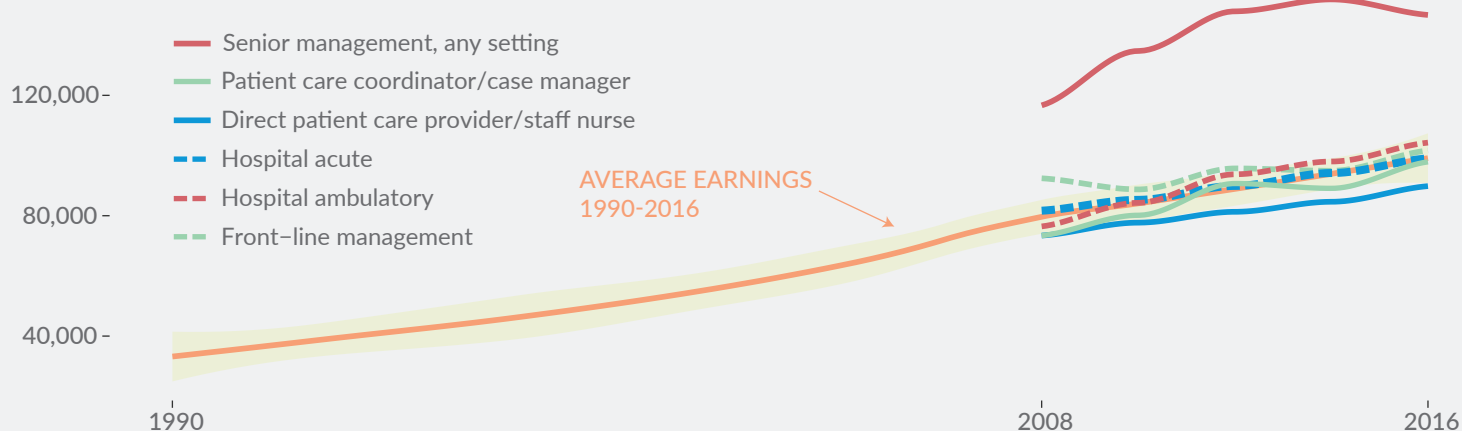 Senior management, any setting
Patient care coordinator/case manager
120,000
Direct patient care provider/staff nurse
Hospital acute
AVERAGE EARNINGS
1990-2016
Hospital ambulatory
80,000
Front–line management
40,000
1990
2008
2016